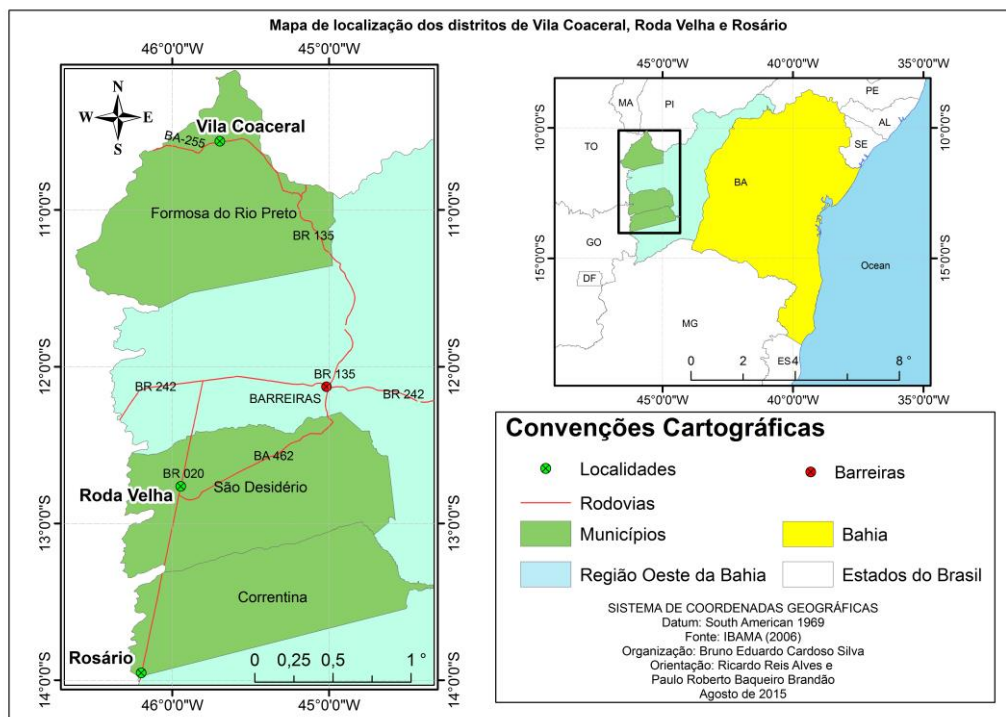 Mapa de localização dos distritos de Vila Coaceral, Roda Velha e Rosário
46°0'0"W 45°0'0"W
N
W E
S
BA-255
Vila Coaceral
Formosa do Rio Preto
BR 135
BR 135
BR 242
BARREIRAS
BR 242
BA 462
BR 020
Roda Velha
São Desidério
Correntina
Rosário
0 0,25 0,5 1 °
46°0'0"W 45°0'0"W
11°0'0"S
12°0'0"S
13°0'0"S
14°0'0"S
11°0'0"S
12°0'0"S
13°0'0"S
14°0'0"S
45°0'0"W 40°0'0"W 35°0'0"W
MA
PI
PE
AL
SE
TO
BA
GO
DF
MG
ES
Ocean
0 2 4 8 °
10°0'0"S
15°0'0"S
10°0'0"S
15°0'0"S
45°0'0"W 40°0'0"W 35°0'0"W
Convenções Cartográficas
Localidades Barreiras
Rodovias
Municípios Bahia
Região Oeste da Bahia Estados do Brasil
SISTEMA DE COORDENADAS GEOGRÁFICAS
Datum: South American 1969
Fonte: IBAMA (2006)
Organização: Bruno Eduardo Cardoso Silva
Orientação: Ricardo Reis Alves e
Paulo Roberto Baqueiro Brandão
Agosto de 2015